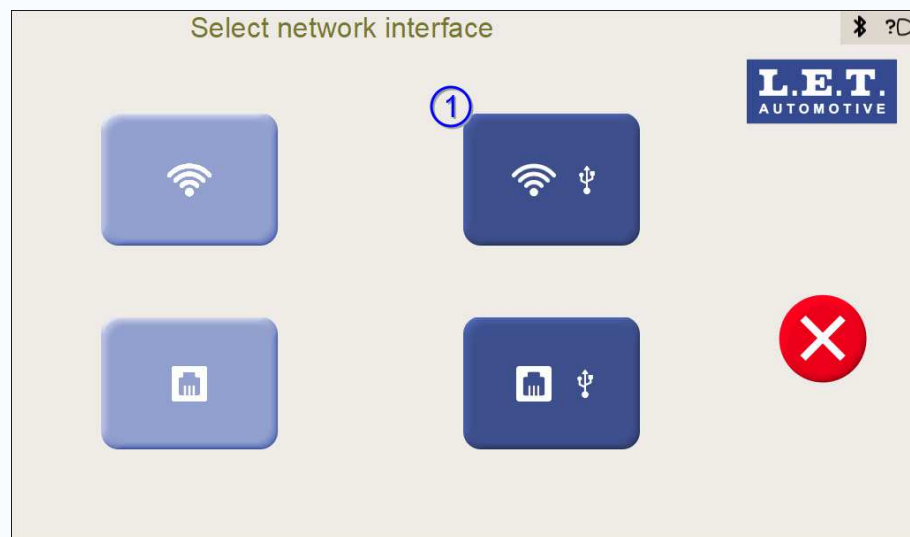 Select network interface
?
L.E.T.
AUTOMOTIVE
1